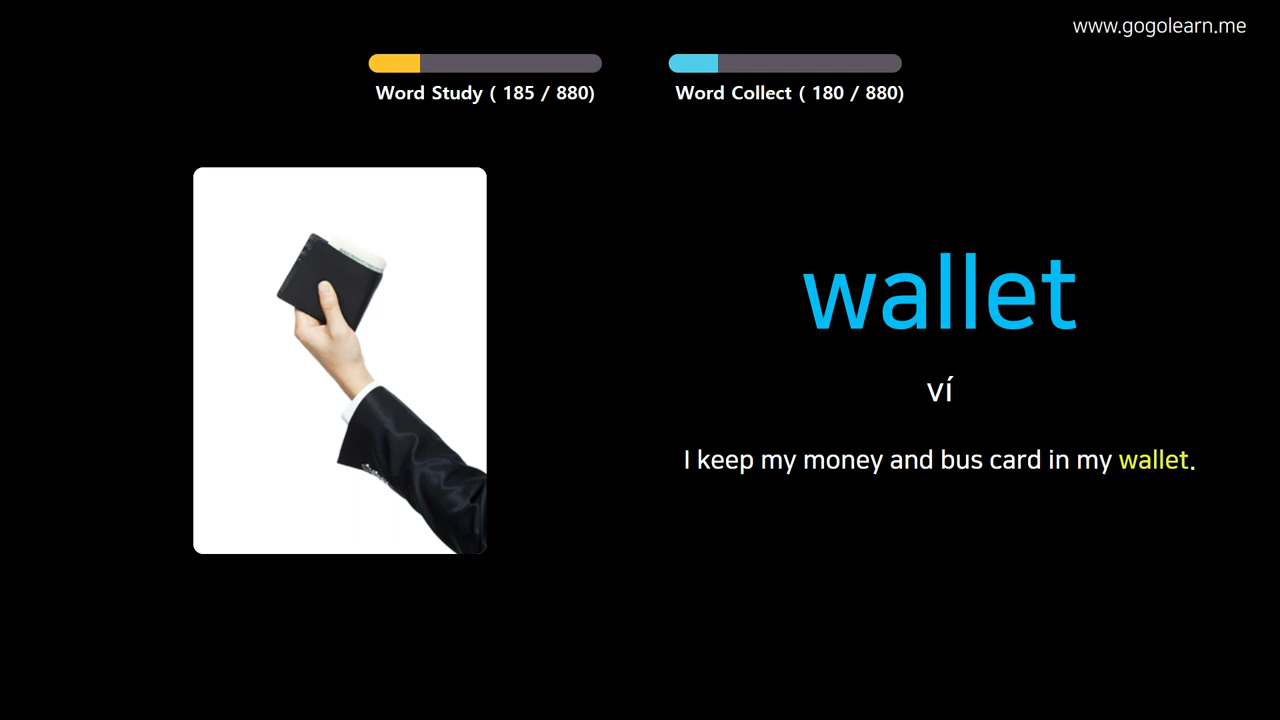 www.gogolearn.me
Word Study ( 185 / 880)
Word Collect ( 180 / 880)
wallet
ví
I keep my money and bus card in my wallet.